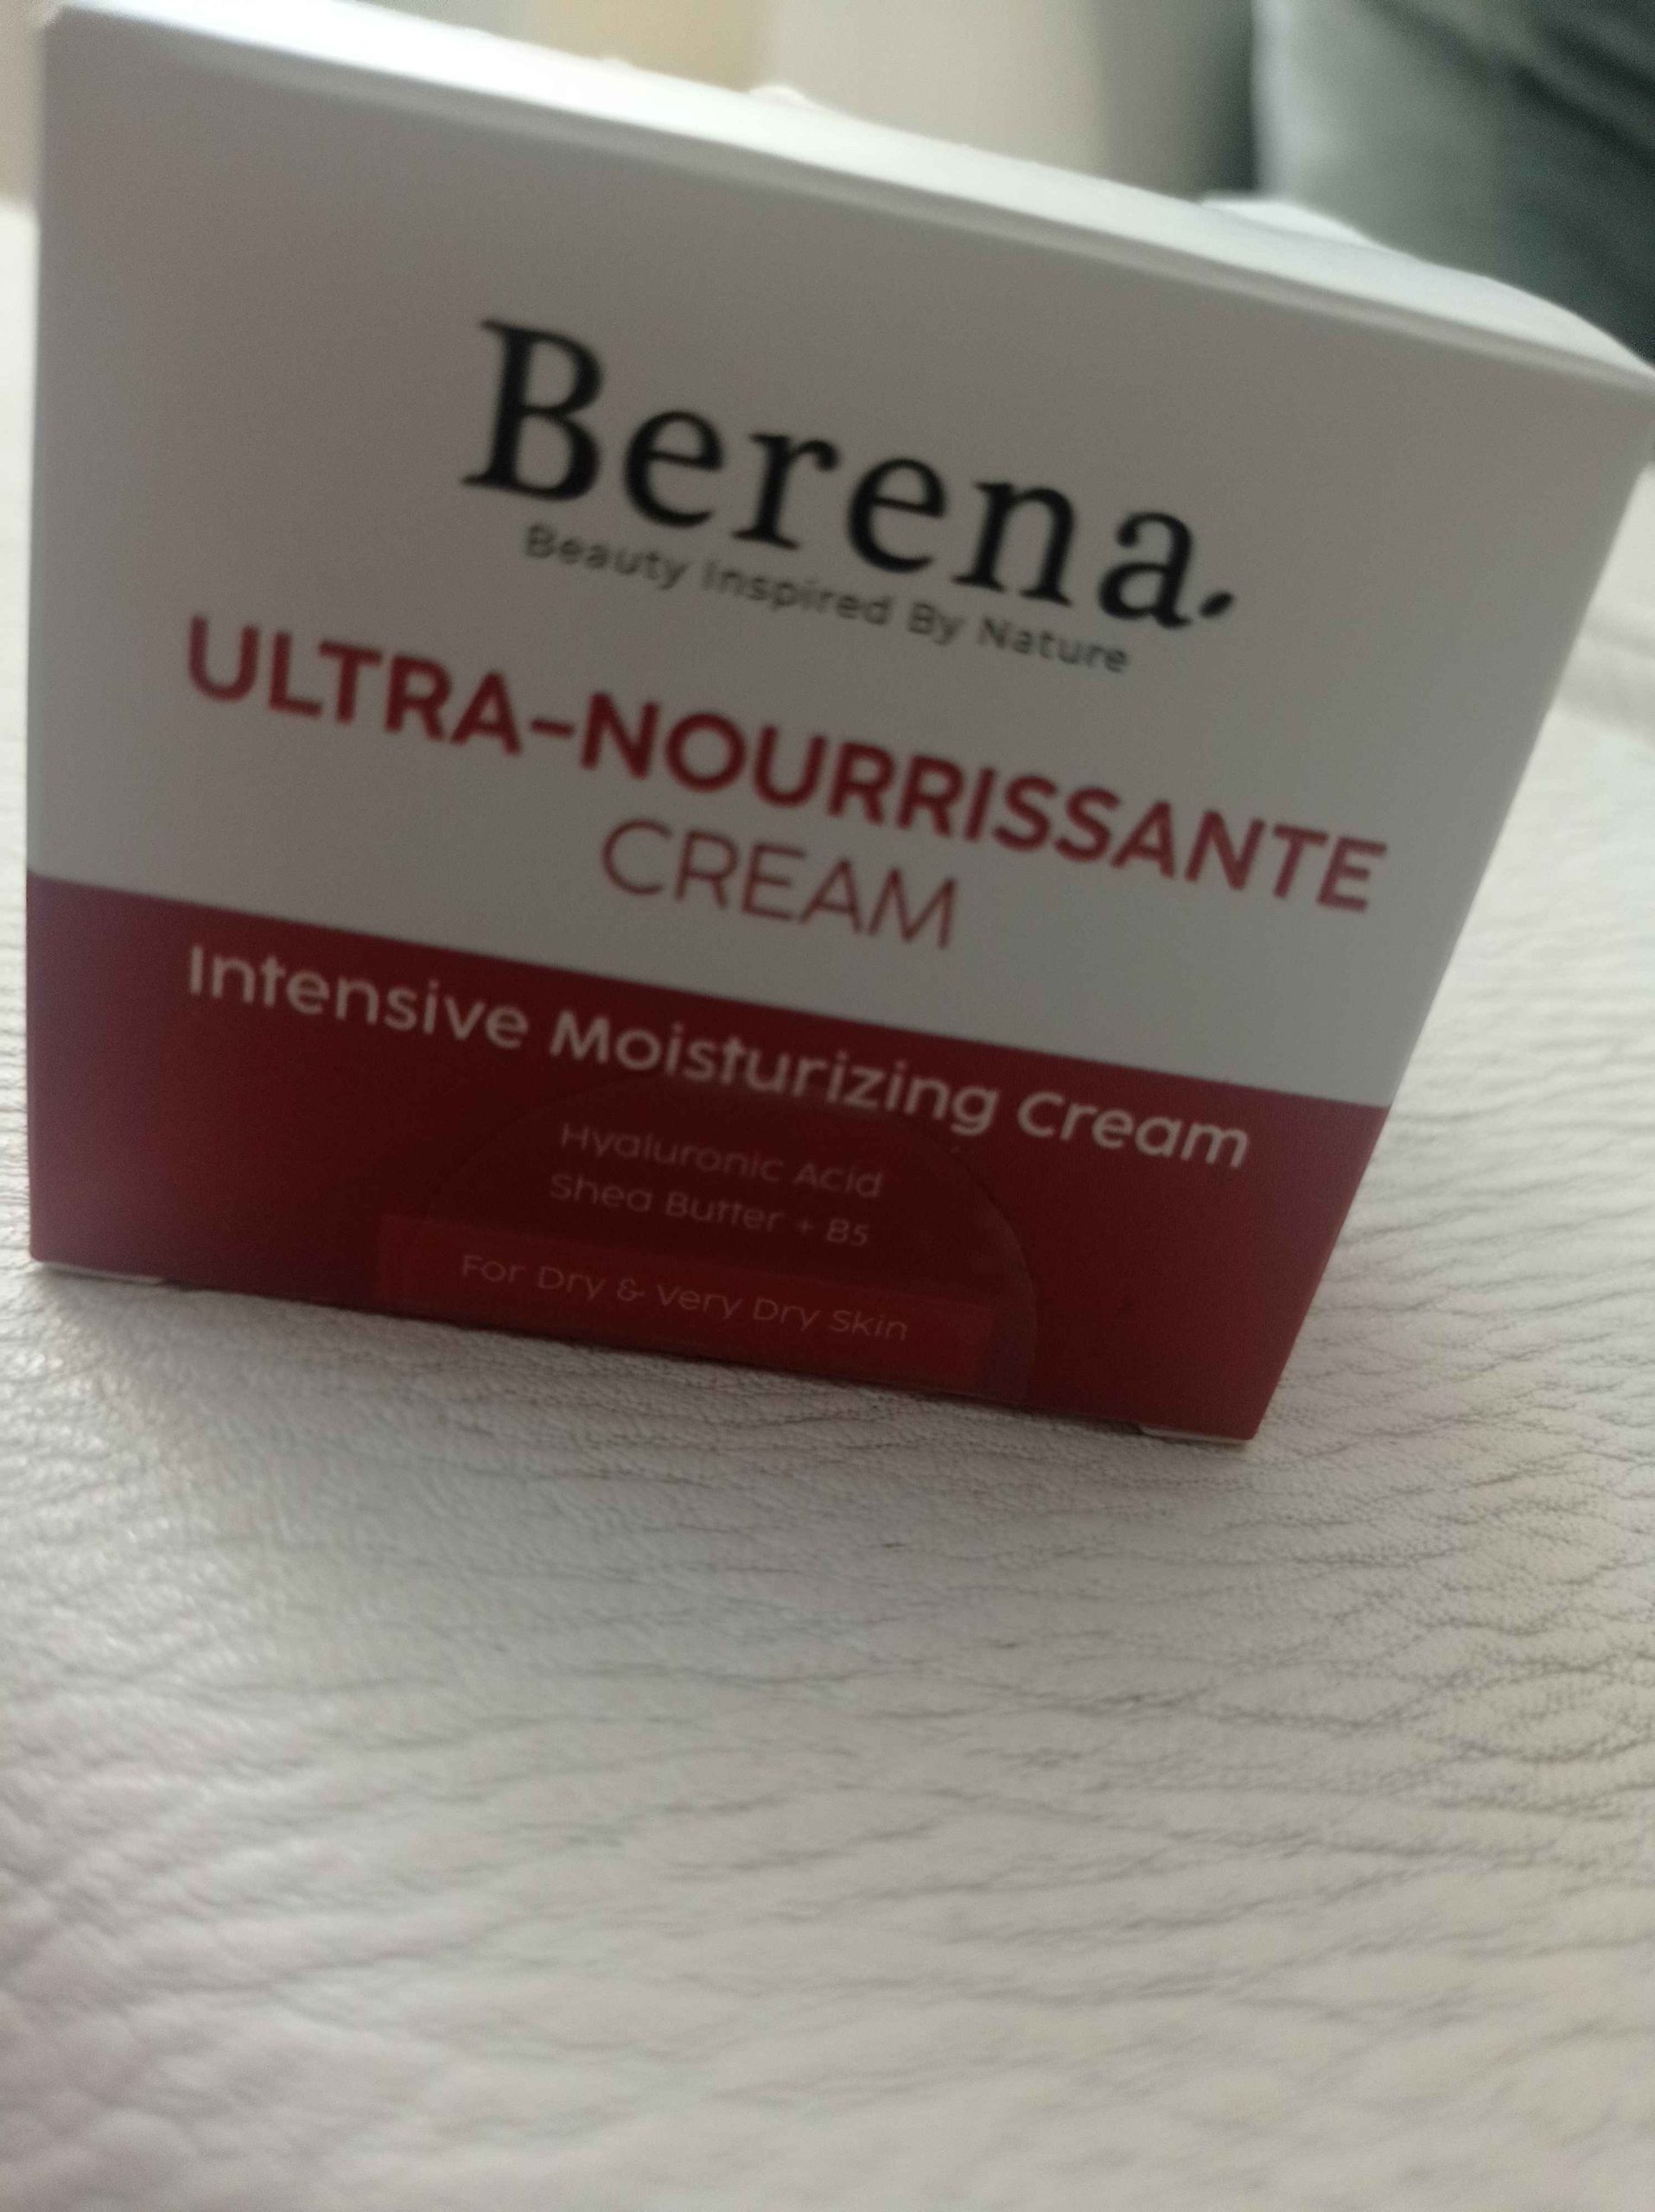 Berena.
Beauty Inspired By Nature
ULTRA-NOURRISSANTE
CREAM
Intensive Moisturizing Cream
Hyaluronic Acid
Shea Butter + B5
For Dry & Very Dry Skin